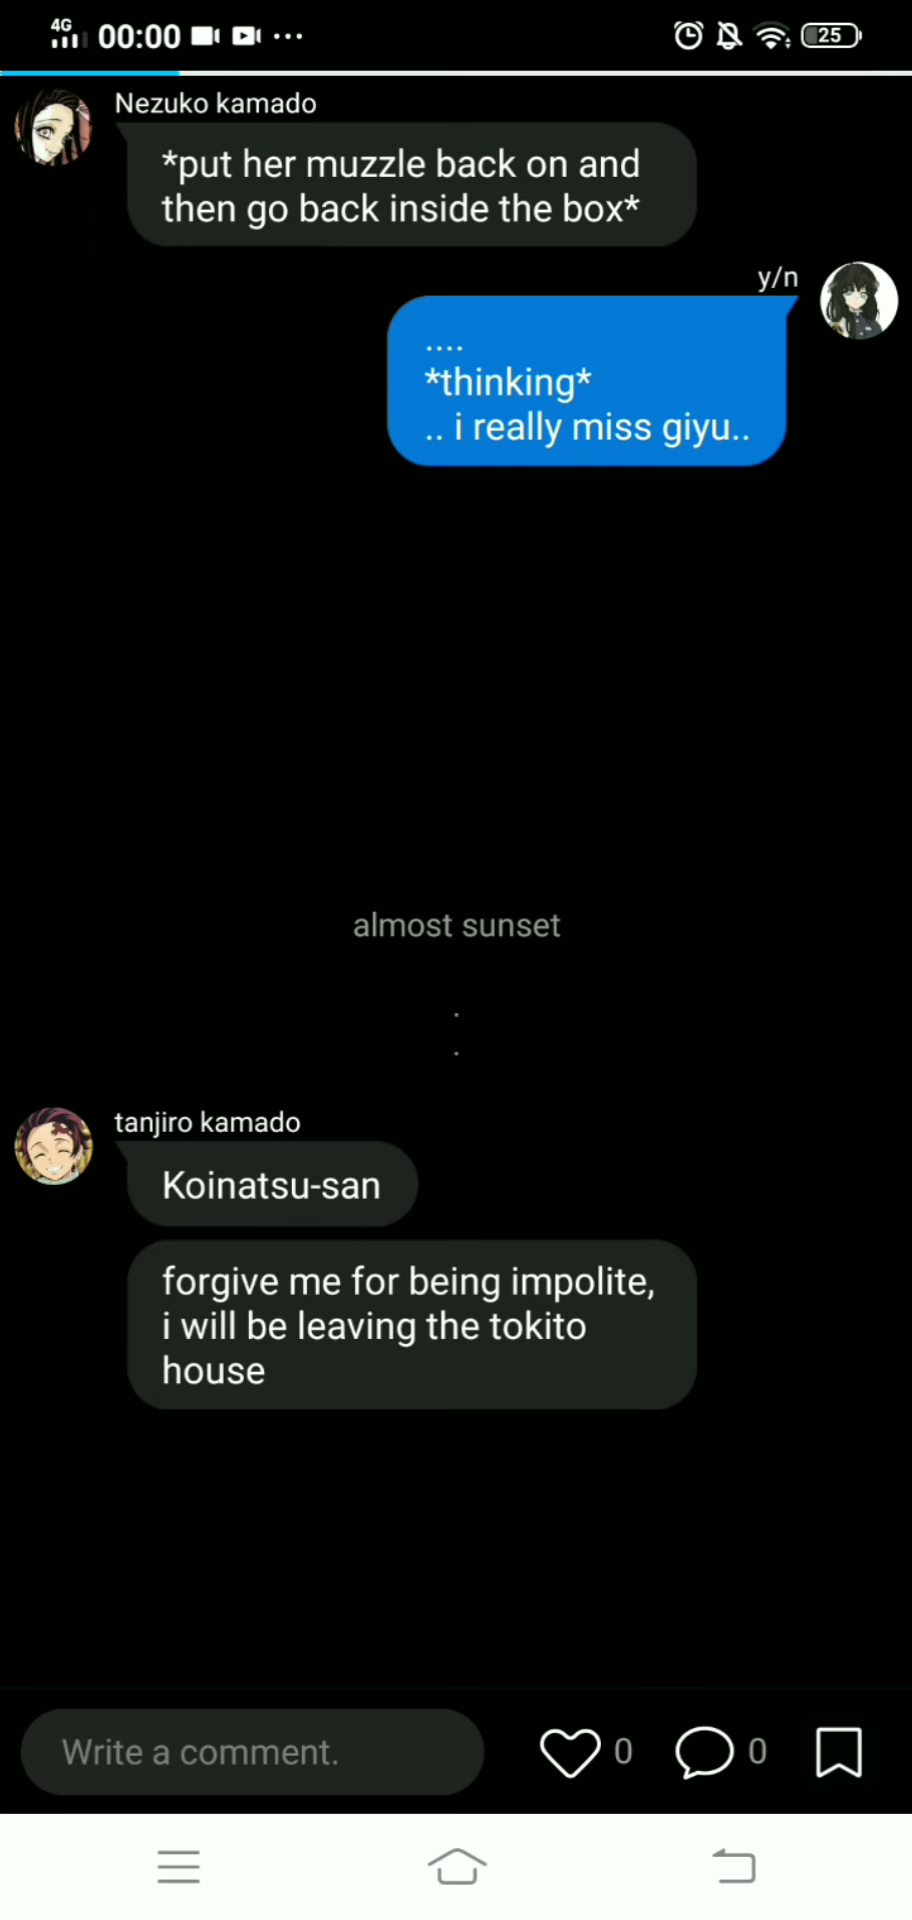 4G
00:00
25
Nezuko kamado
*put her muzzle back on and
then go back inside the box*
y/n
....
*thinking*
.. i really miss giyu..
almost sunset
.
.
tanjiro kamado
Koinatsu-san
forgive me for being impolite,
i will be leaving the tokito
house
Write a comment.
0
0